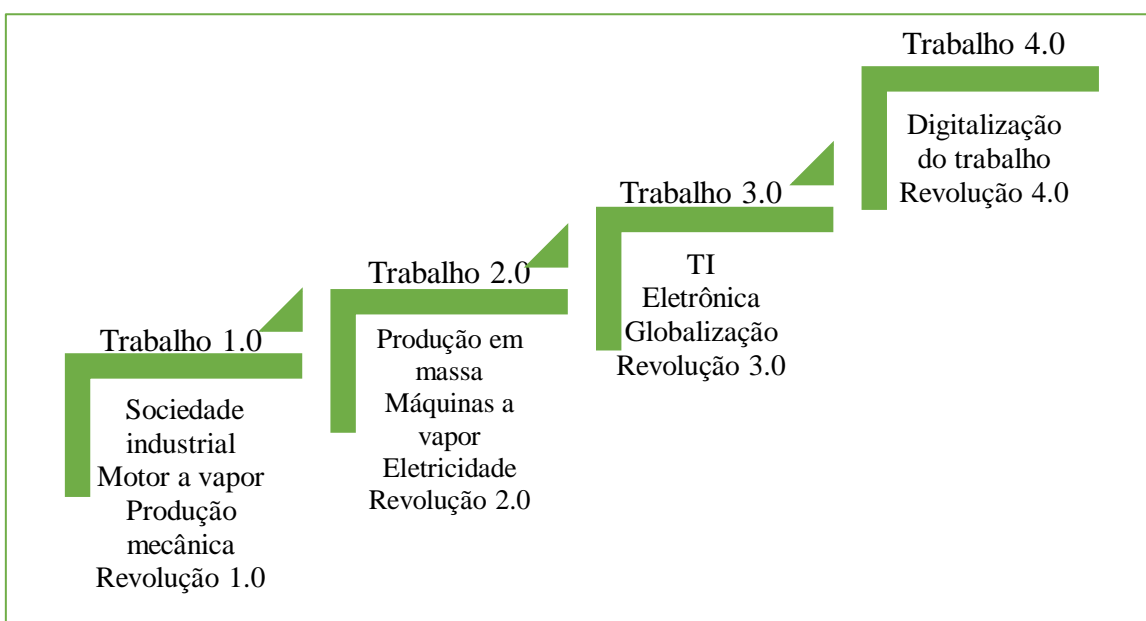 Trabalho 1.0
Sociedade
industrial
Motor a vapor
Produção
mecânica
Revolução 1.0
Trabalho 2.0
Produção em
massa
Máquinas a
vapor
Eletricidade
Revolução 2.0
Trabalho 3.0
TI
Eletrônica
Globalização
Revolução 3.0
Trabalho 4.0
Digitalização
do trabalho
Revolução 4.0